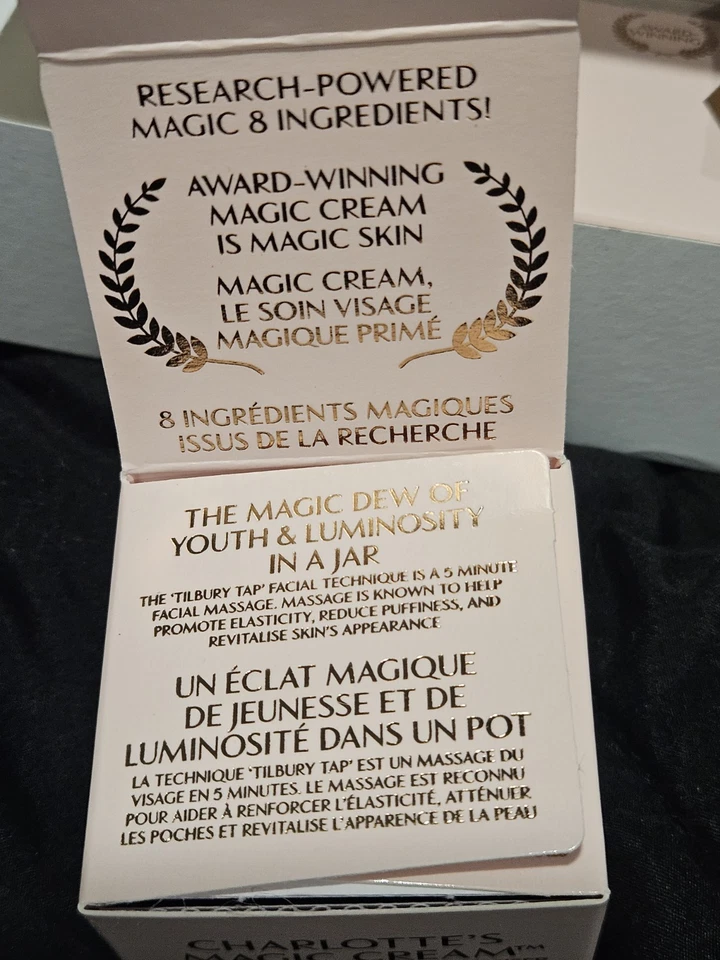 AWARD-
WINNING
RESEARCH-POWERED
MAGIC 8 INGREDIENTS!
AWARD-WINNING
MAGIC CREAM
IS MAGIC SKIN
MAGIC CREAM,
LE SOIN VISAGE
MAGIQUE PRIMÉ
8 INGRÉDIENTS MAGIQUES
ISSUS DE LA RECHERCHE
THE MAGIC DEW OF
YOUTH & LUMINOSITY
IN A JAR
THE ‘TILBURY TAP’ FACIAL TECHNIQUE IS A 5 MINUTE
FACIAL MASSAGE. MASSAGE IS KNOWN TO HELP
PROMOTE ELASTICITY, REDUCE PUFFINESS, AND
REVITALISE SKIN’S APPEARANCE
UN ÉCLAT MAGIQUE
DE JEUNESSE ET DE
LUMINOSITÉ DANS UN POT
LA TECHNIQUE ‘TILBURY TAP’ EST UN MASSAGE DU
VISAGE EN 5 MINUTES. LE MASSAGE EST RECONNU
POUR AIDER À RENFORCER L’ÉLASTICITÉ, ATTÉNUER
LES POCHES ET REVITALISE L’APPARENCE DE LA PEAU
CHARLOTTE’S
MAGIC CREAM™